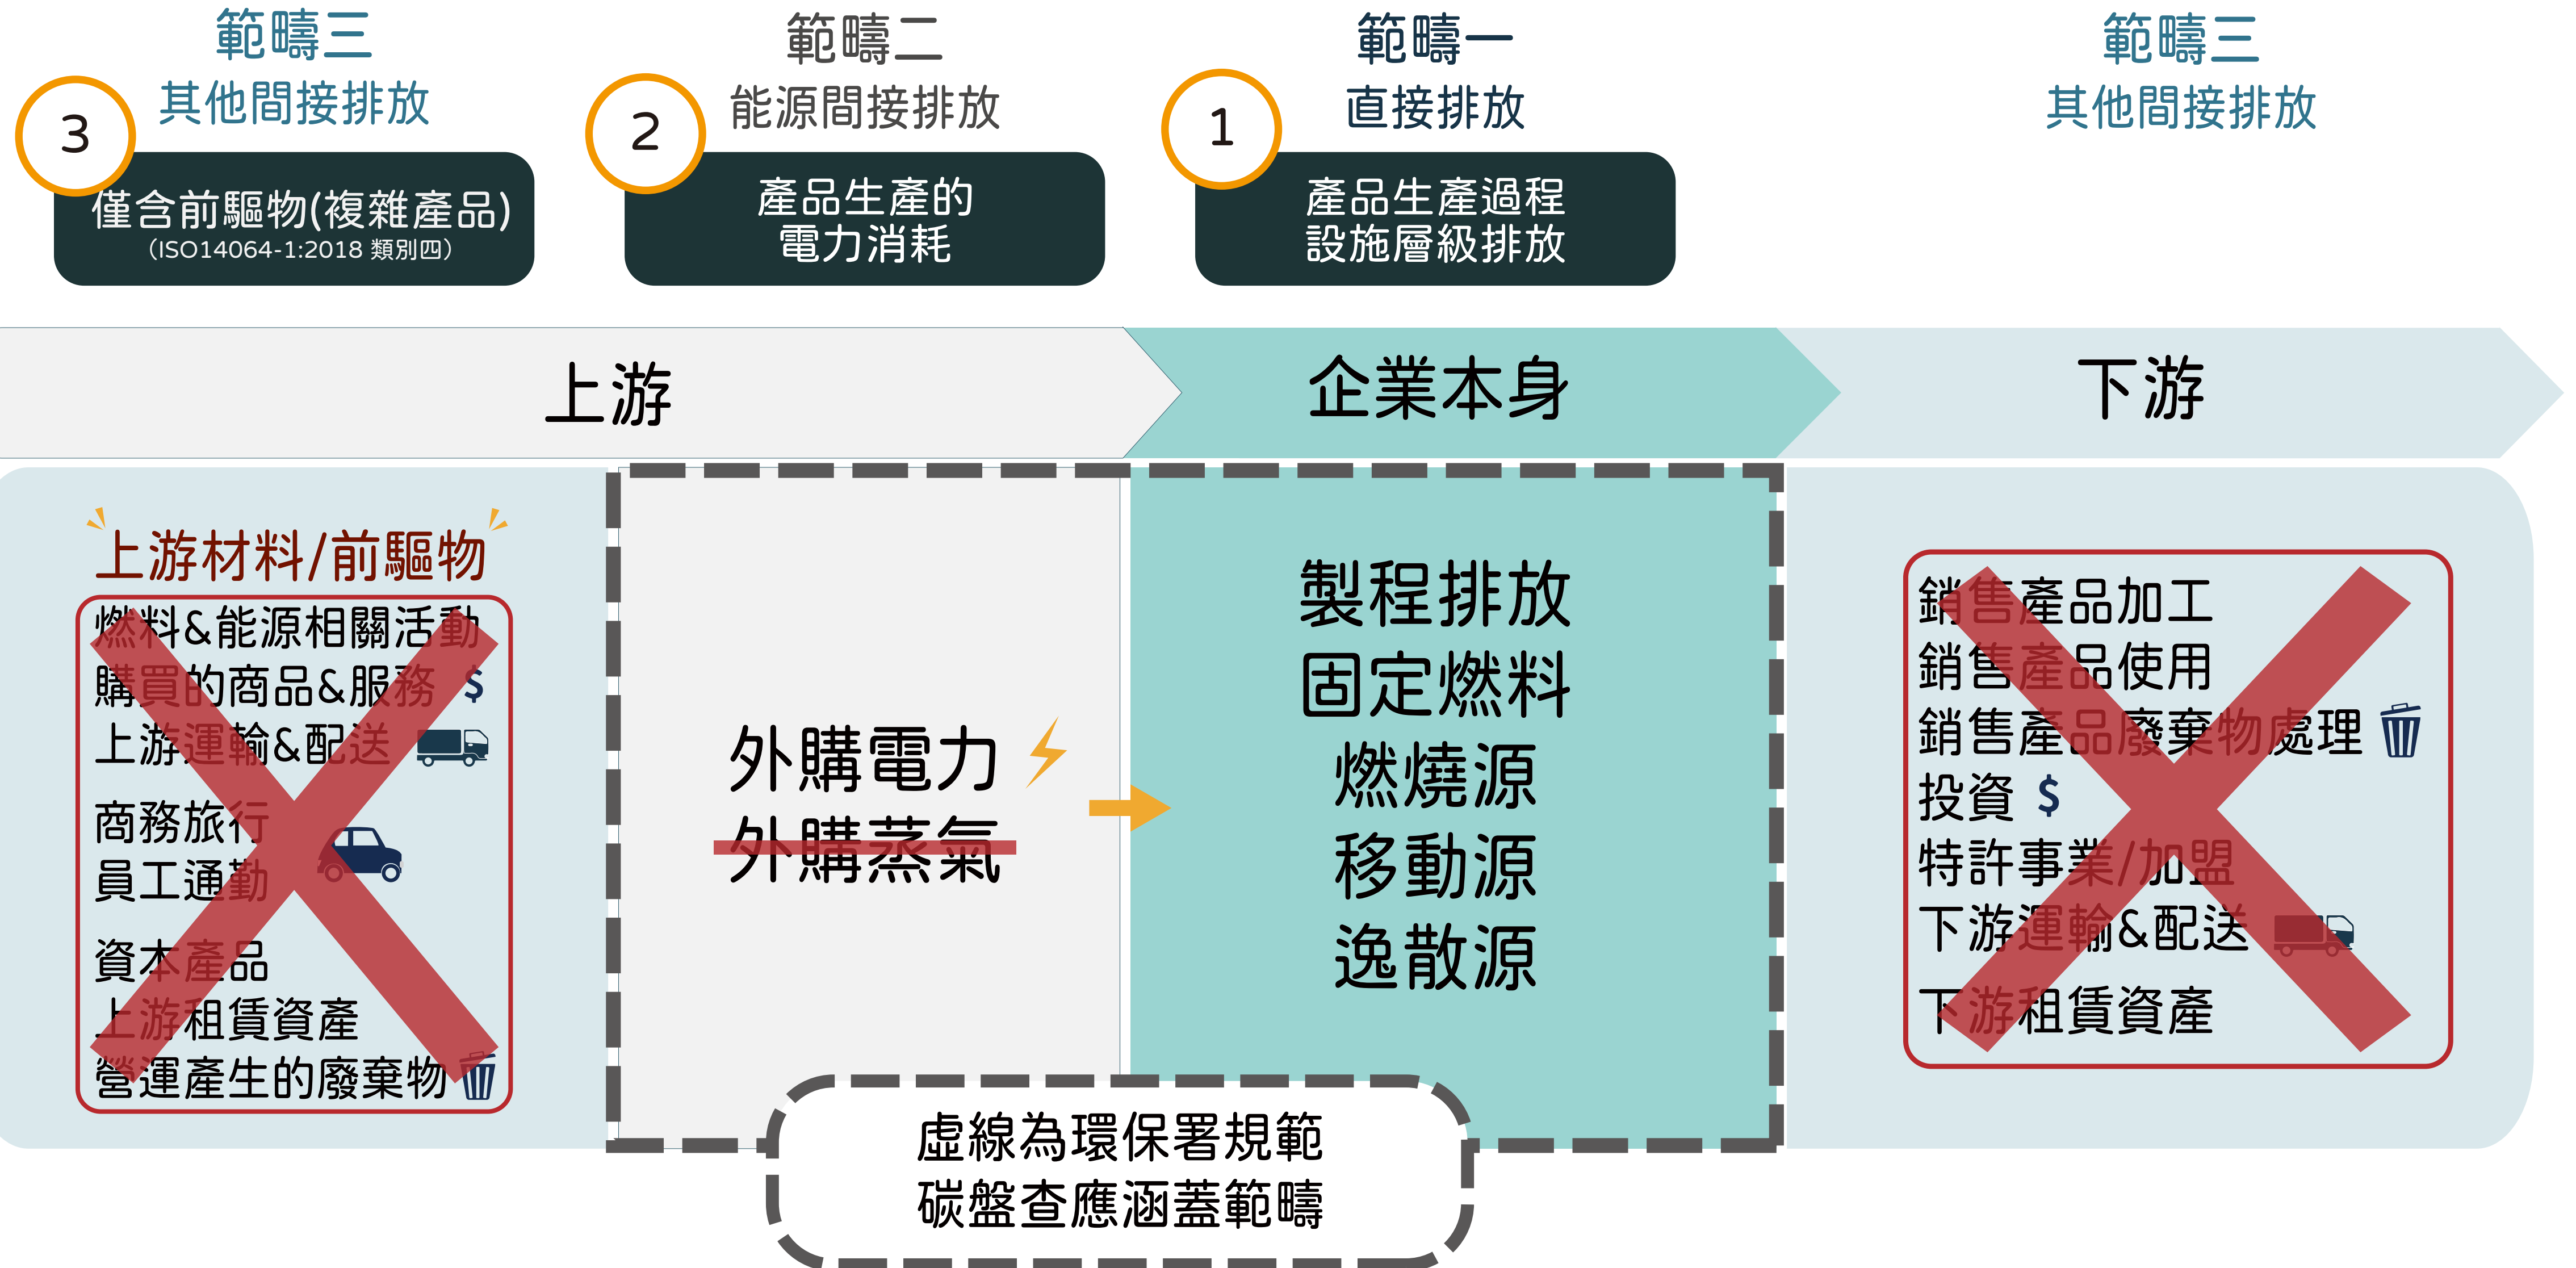 範疇三
其他間接排放
3
僅含前驅物(複雜產品)
(ISO14064-1:2018 類別四)
範疇二
能源間接排放
2
產品生產的
電力消耗
範疇一
直接排放
1
產品生產過程
設施層級排放
範疇三
其他間接排放
上游
企業本身
下游
上游材料/前驅物
燃料&能源相關活動
購買的商品&服務 $
上游運輸&配送
商務旅行
員工通勤
資本產品
上游租賃資產
營運產生的廢棄物
外購電力
外購蒸氣
製程排放
固定燃料
燃燒源
移動源
逸散源
銷售產品加工
銷售產品使用
銷售產品廢棄物處理
投資 $
特許事業/加盟
下游運輸&配送
下游租賃資產
虛線為環保署規範
碳盤查應涵蓋範疇